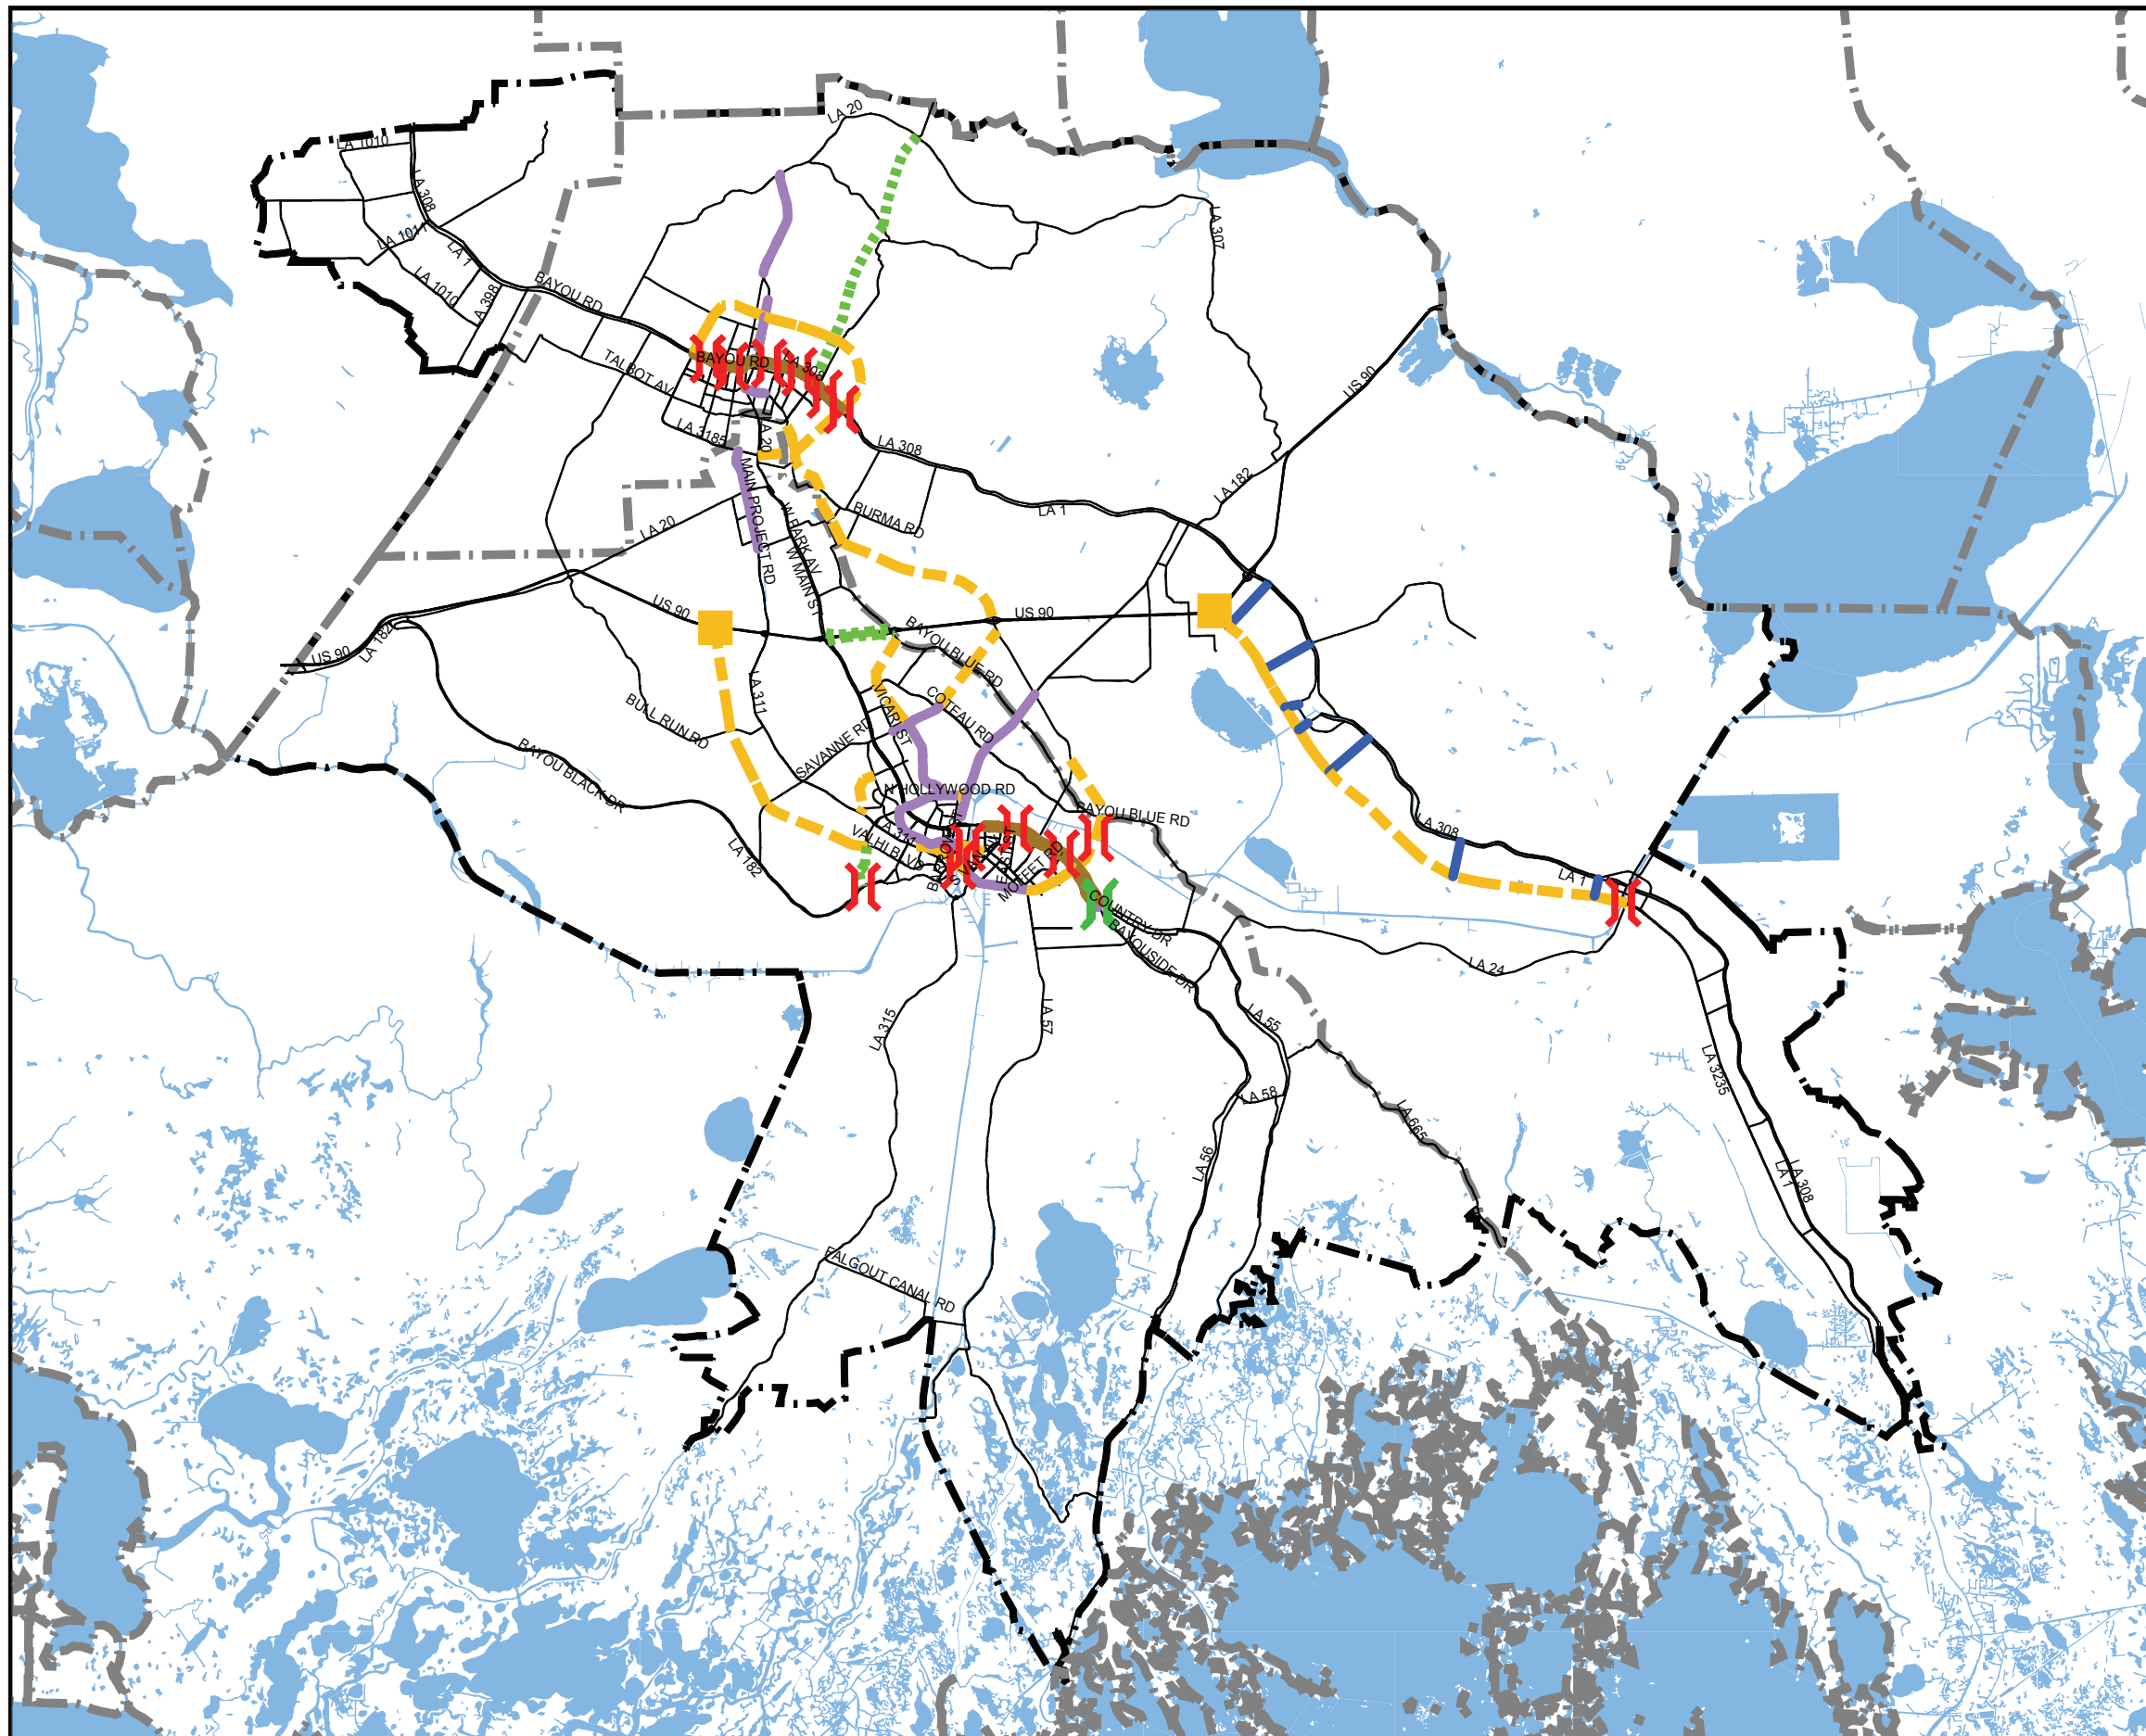 LA 20
LA 1010
LA 308
LA 307
LA 1011
LA 1
LA 1010
A 398
BAYOU RD
BAYOU RD
LA 308
TALBOT AV
US 90
LA 3185
LA 20
LA 308
LA 182
MAIN PROJECT RD
LA 1
W PARK AV
BURMA RD
LA 20
W MAIN ST
US 90
US 90
BAYOU BLUE RD
LA 182
US 90
LA 311
VICARI ST
COTEAU RD
BULL RUN RD
SAVANNE RD
BAYOU BLACK DR
N HOLLYWOOD RD
BAYOU BLUE RD
LA 308
A 311
VALHI BLVD
LA 182
MOFFET RD
LA 1
COUNTRY DR
BAYOUSIDE DR
LA 24
LA 315
LA 57
LA 55
LA 3235
LA 58
LA 665
LA 56
LA 308
LA 1
FALGOUT CANAL RD